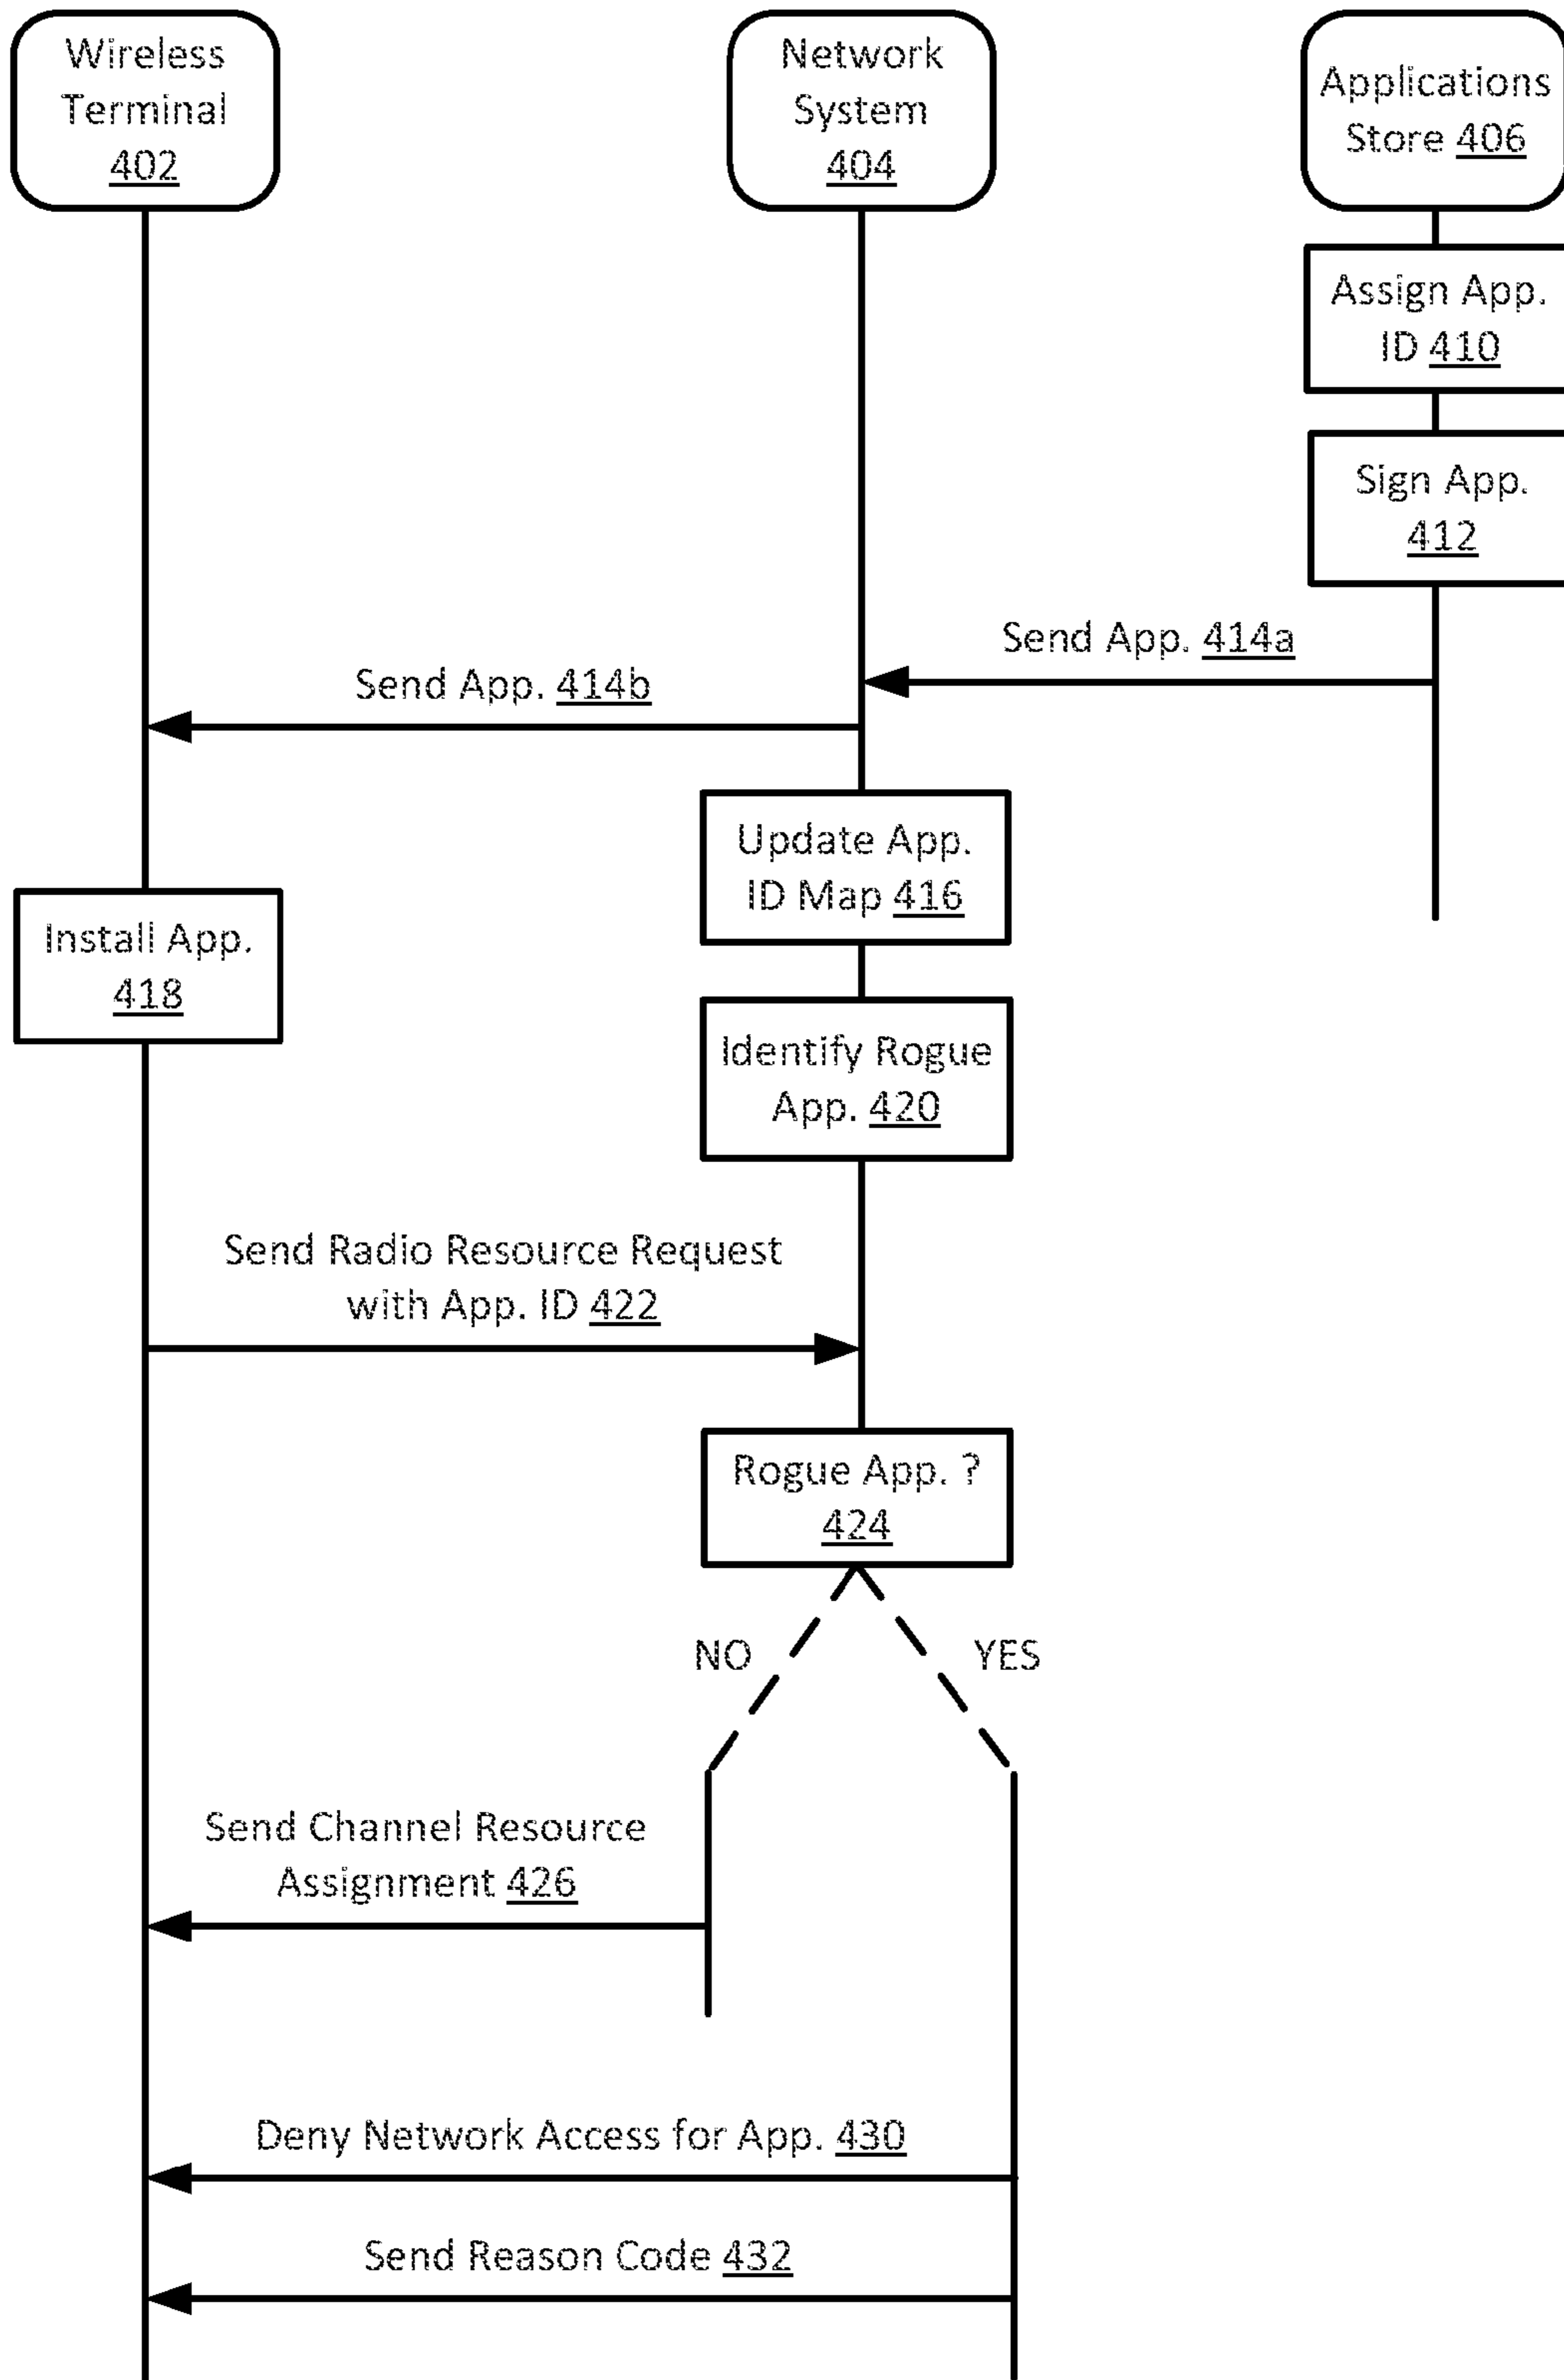 Wireless
Terminal
402
Network
System
404
Applications
Store 406
Assign App.
ID 410
Sign App.
412
Send App. 414a
Send App. 414b
Update App.
ID Map 416
Install App.
418
Identify Rogue
App. 420
Send Radio Resource Request
with App. ID 422
Rogue App. ?
424
NO
YES
Send Channel Resource
Assignment 426
Deny Network Access for App. 430
Send Reason Code 432